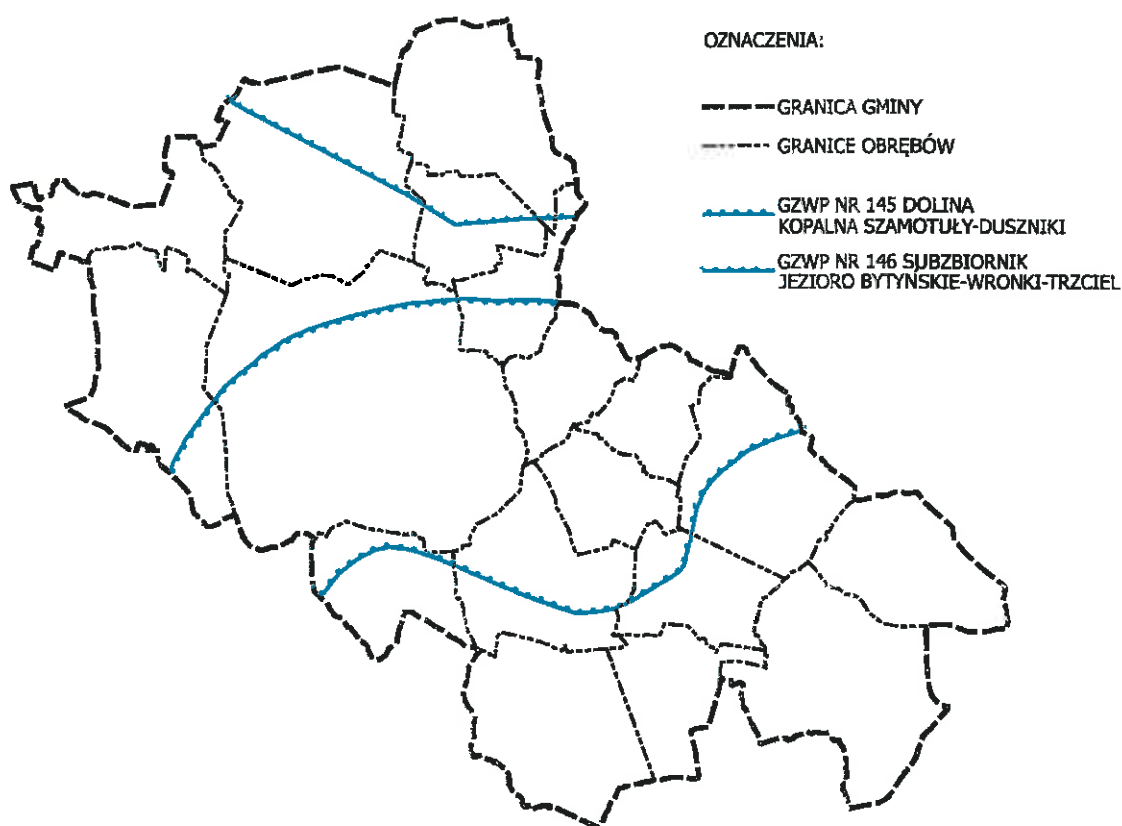 OZNACZENIA:
GRANICA GMINY
GRANICE OBRĘBÓW
GZWP NR 145 DOLINA
KOPALNA SZAMOTUŁY-DUSZNIKI
GZWP NR 146 SUBZBIORNIK
JEZIORO BYTYŃSKIE-WRONKI-TRZCIEL